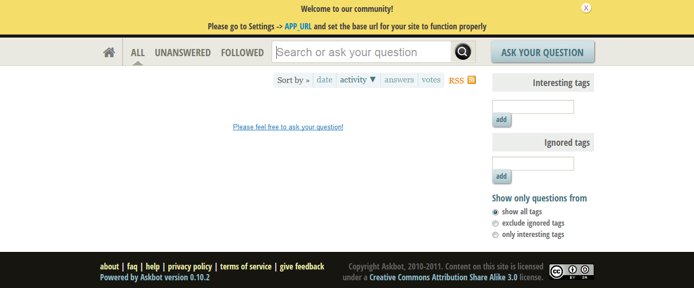 Welcome to our community!
X
Please go to Settings -> APP_URL and set the base url for your site to function properly
ALL UNANSWERED FOLLOWED Search or ask your question ASK YOUR QUESTION
Sort by » date activity▼ answers votes RSS
Interesting tags
add
Please feel free to ask your question!
Ignored tags
add
Show only questions from
show all tags
exclude ignored tags
only interesting tags
about | faq | help | privacy policy | terms of service | give feedback
Powered by Askbot version 0.10.2
Copyright Askbot, 2010-2011. Content on this site is licensed
under a Creative Commons Attribution Share Alike 3.0 license.
cc BY SA